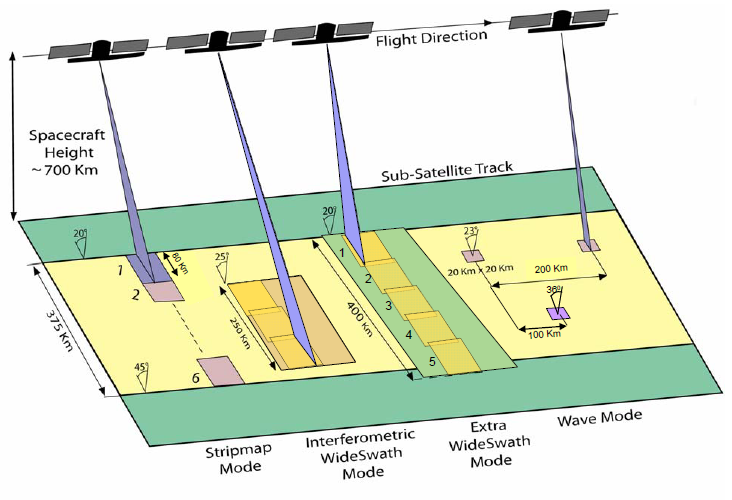 Flight Direction
Spacecraft
Height
~700 Km
Sub-Satellite Track
20°
20°
23°
1
80 Km
25°
1
2
2
20 Km x 20 Km
200 Km
3
36°
375 Km
250 Km
400 Km
4
100 Km
5
45°
6
Stripmap
Mode
Interferometric
WideSwath
Mode
Extra
WideSwath
Mode
Wave Mode